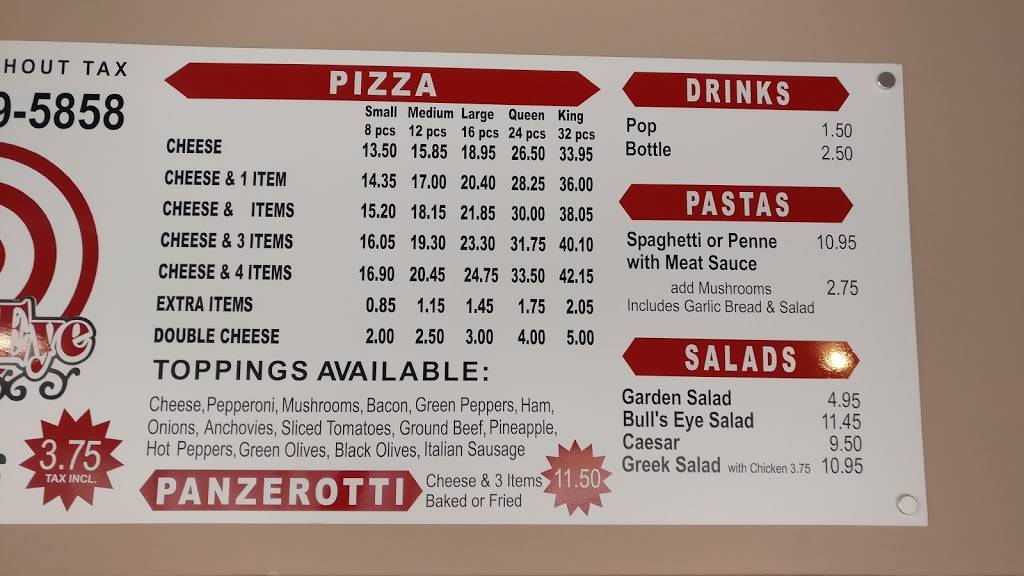 HOUT TAX
9-5858
Eye
3.75
TAX INCL.
PIZZA
Small Medium Large Queen King
8 pcs 12 pcs 16 pcs 24 pcs 32 pcs
CHEESE 13.50 15.85 18.95 26.50 33.95
CHEESE & 1 ITEM 14.35 17.00 20.40 28.25 36.00
CHEESE & ITEMS 15.20 18.15 21.85 30.00 38.05
CHEESE & 3 ITEMS 16.05 19.30 23.30 31.75 40.10
CHEESE & 4 ITEMS 16.90 20.45 24.75 33.50 42.15
EXTRA ITEMS 0.85 1.15 1.45 1.75 2.05
DOUBLE CHEESE 2.00 2.50 3.00 4.00 5.00
TOPPINGS AVAILABLE:
Cheese, Pepperoni, Mushrooms, Bacon, Green Peppers, Ham,
Onions, Anchovies, Sliced Tomatoes, Ground Beef, Pineapple,
Hot Peppers, Green Olives, Black Olives, Italian Sausage
PANZEROTTI
Cheese & 3 Items
Baked or Fried
11.50
DRINKS
Pop 1.50
Bottle 2.50
PASTAS
Spaghetti or Penne 10.95
with Meat Sauce
add Mushrooms 2.75
Includes Garlic Bread & Salad
SALADS
Garden Salad 4.95
Bull's Eye Salad 11.45
Caesar 9.50
Greek Salad with Chicken 3.75 10.95